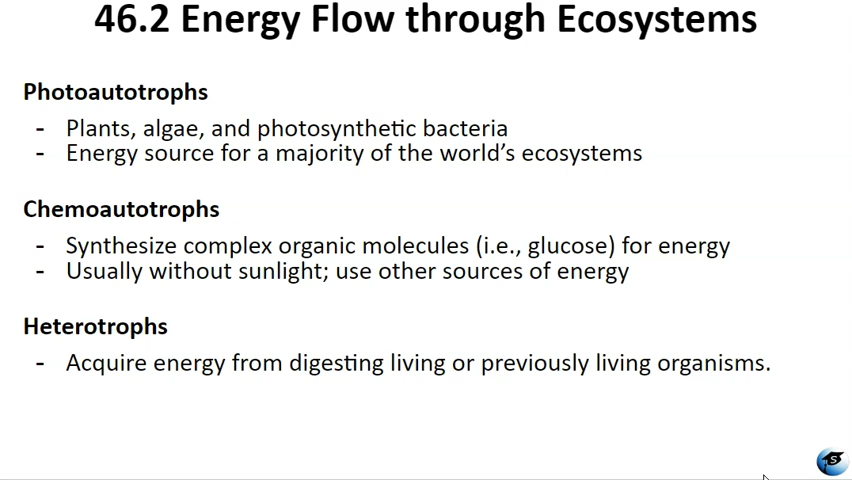 46.2 Energy Flow through Ecosystems
Photoautotrophs
- Plants, algae, and photosynthetic bacteria
- Energy source for a majority of the world’s ecosystems
Chemoautotrophs
- Synthesize complex organic molecules (i.e., glucose) for energy
- Usually without sunlight; use other sources of energy
Heterotrophs
- Acquire energy from digesting living or previously living organisms.
S